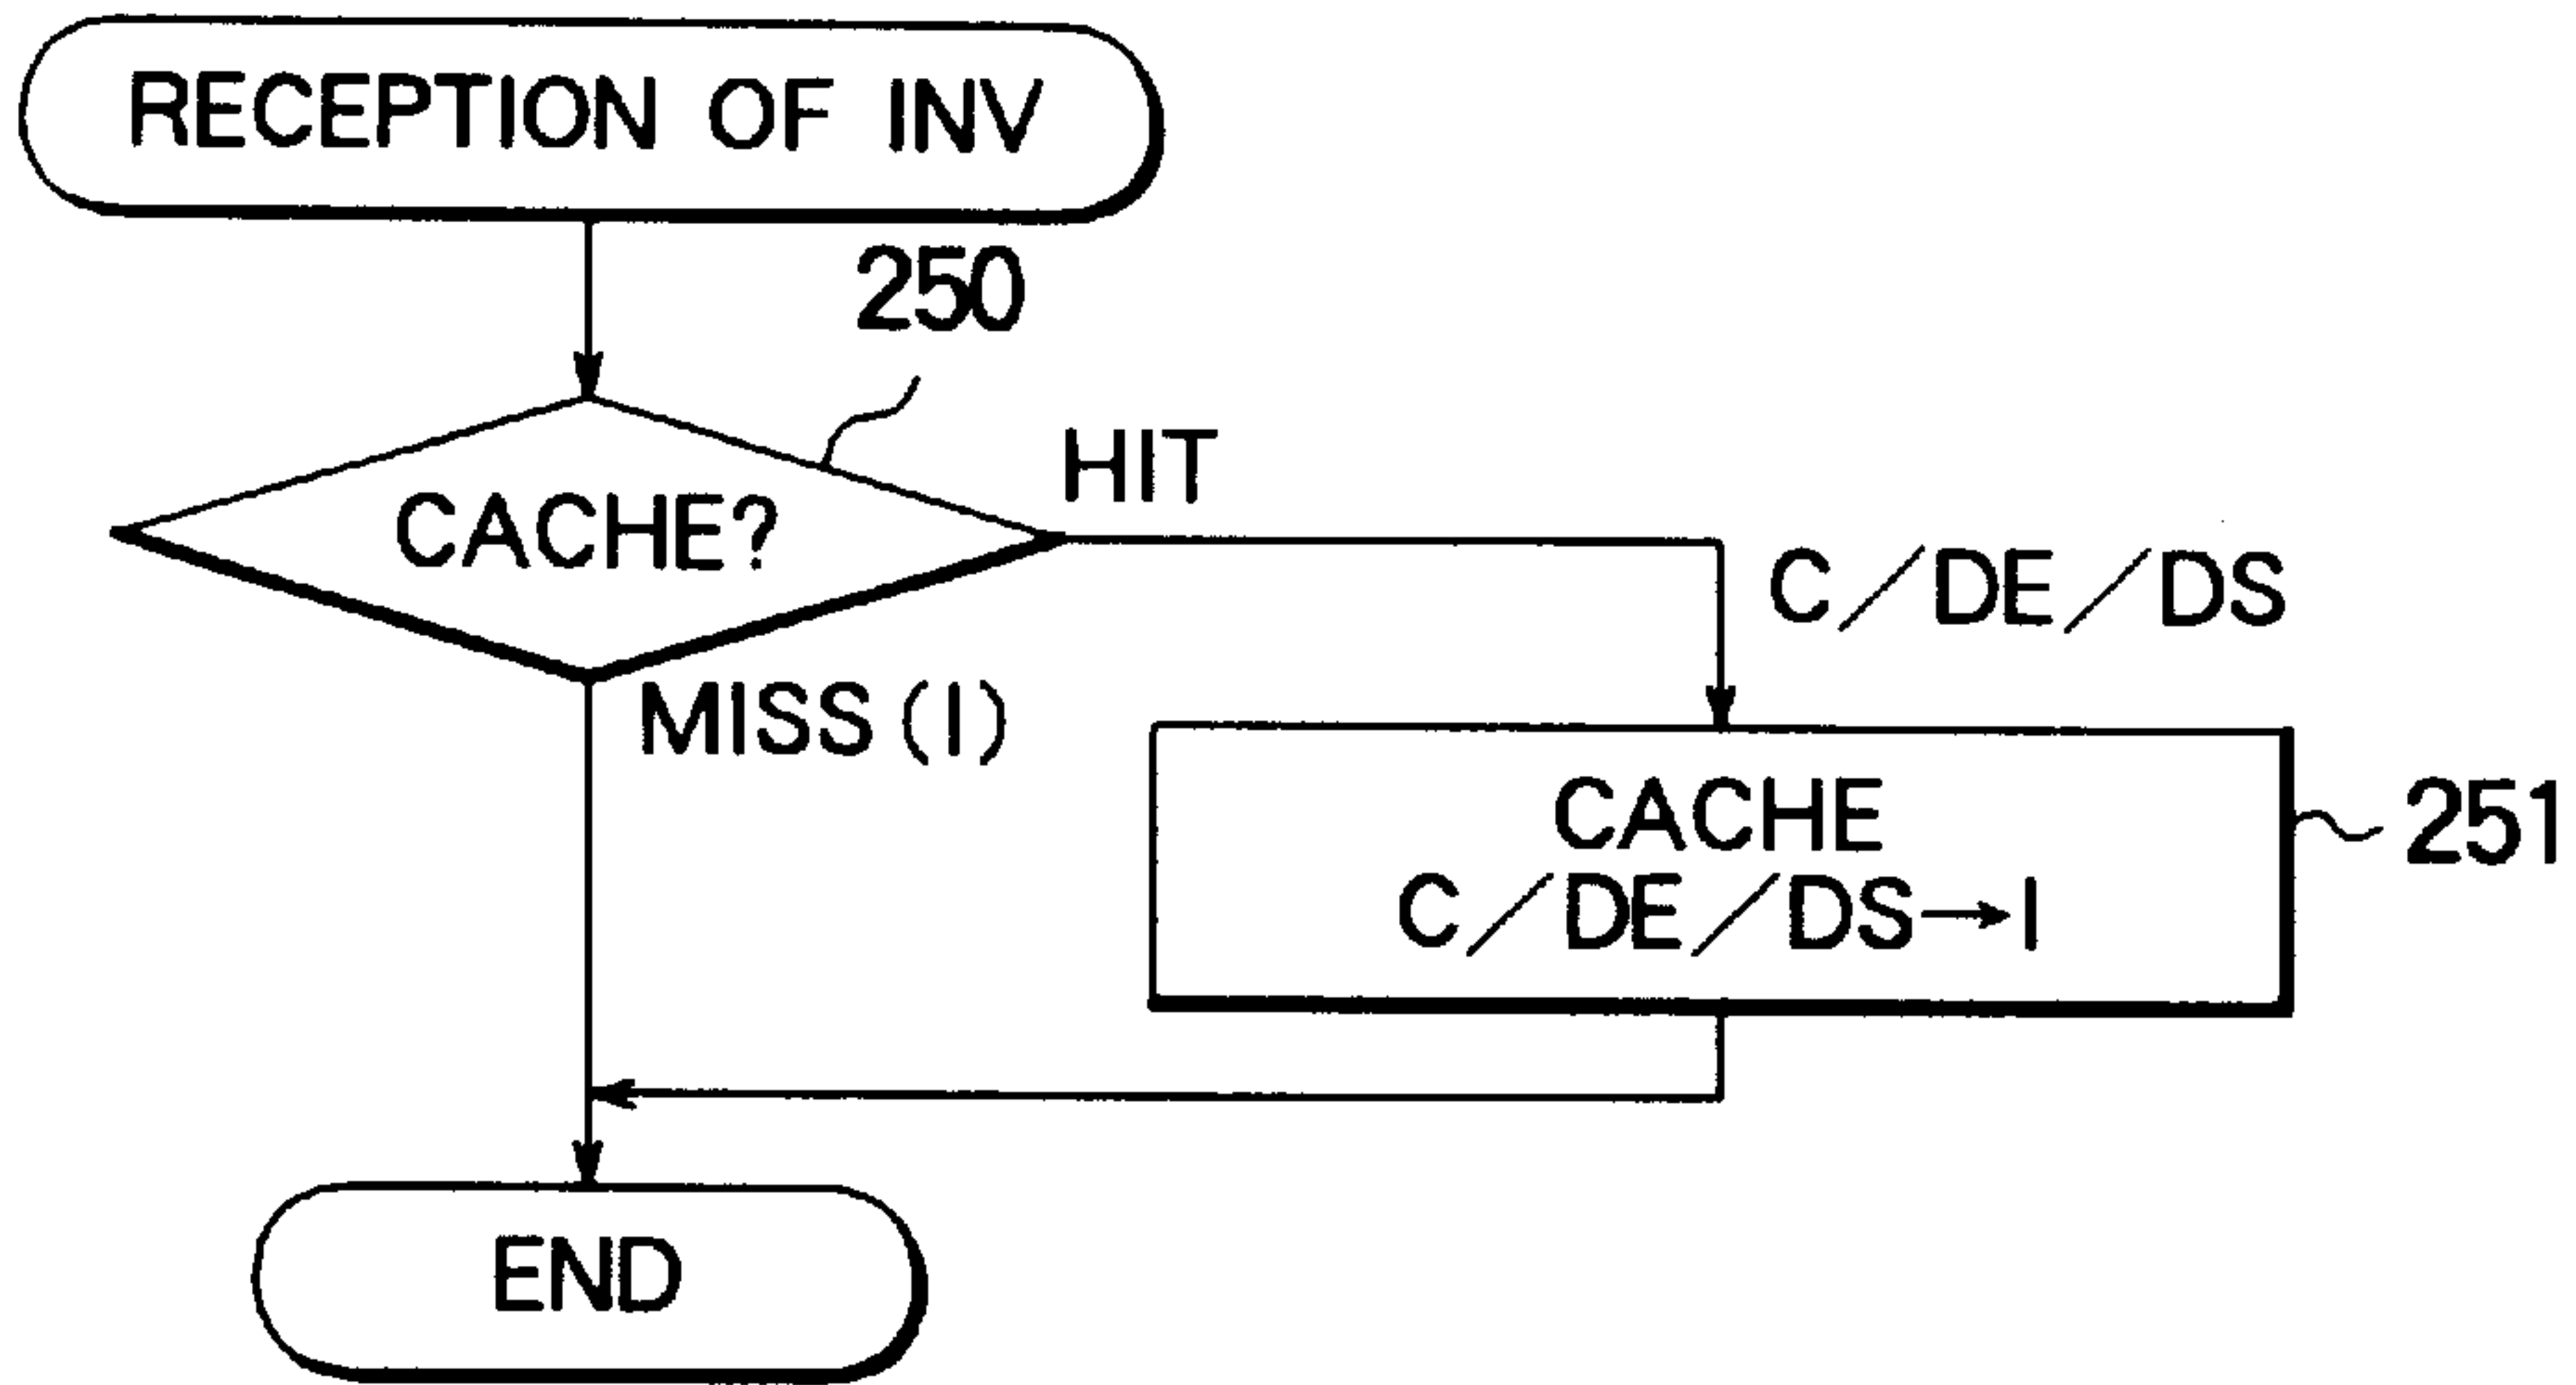 RECEPTION OF INV
250
HIT
CACHE?
C/DE/DS
MISS(I)
CACHE
C/DE/DS→I
251
END